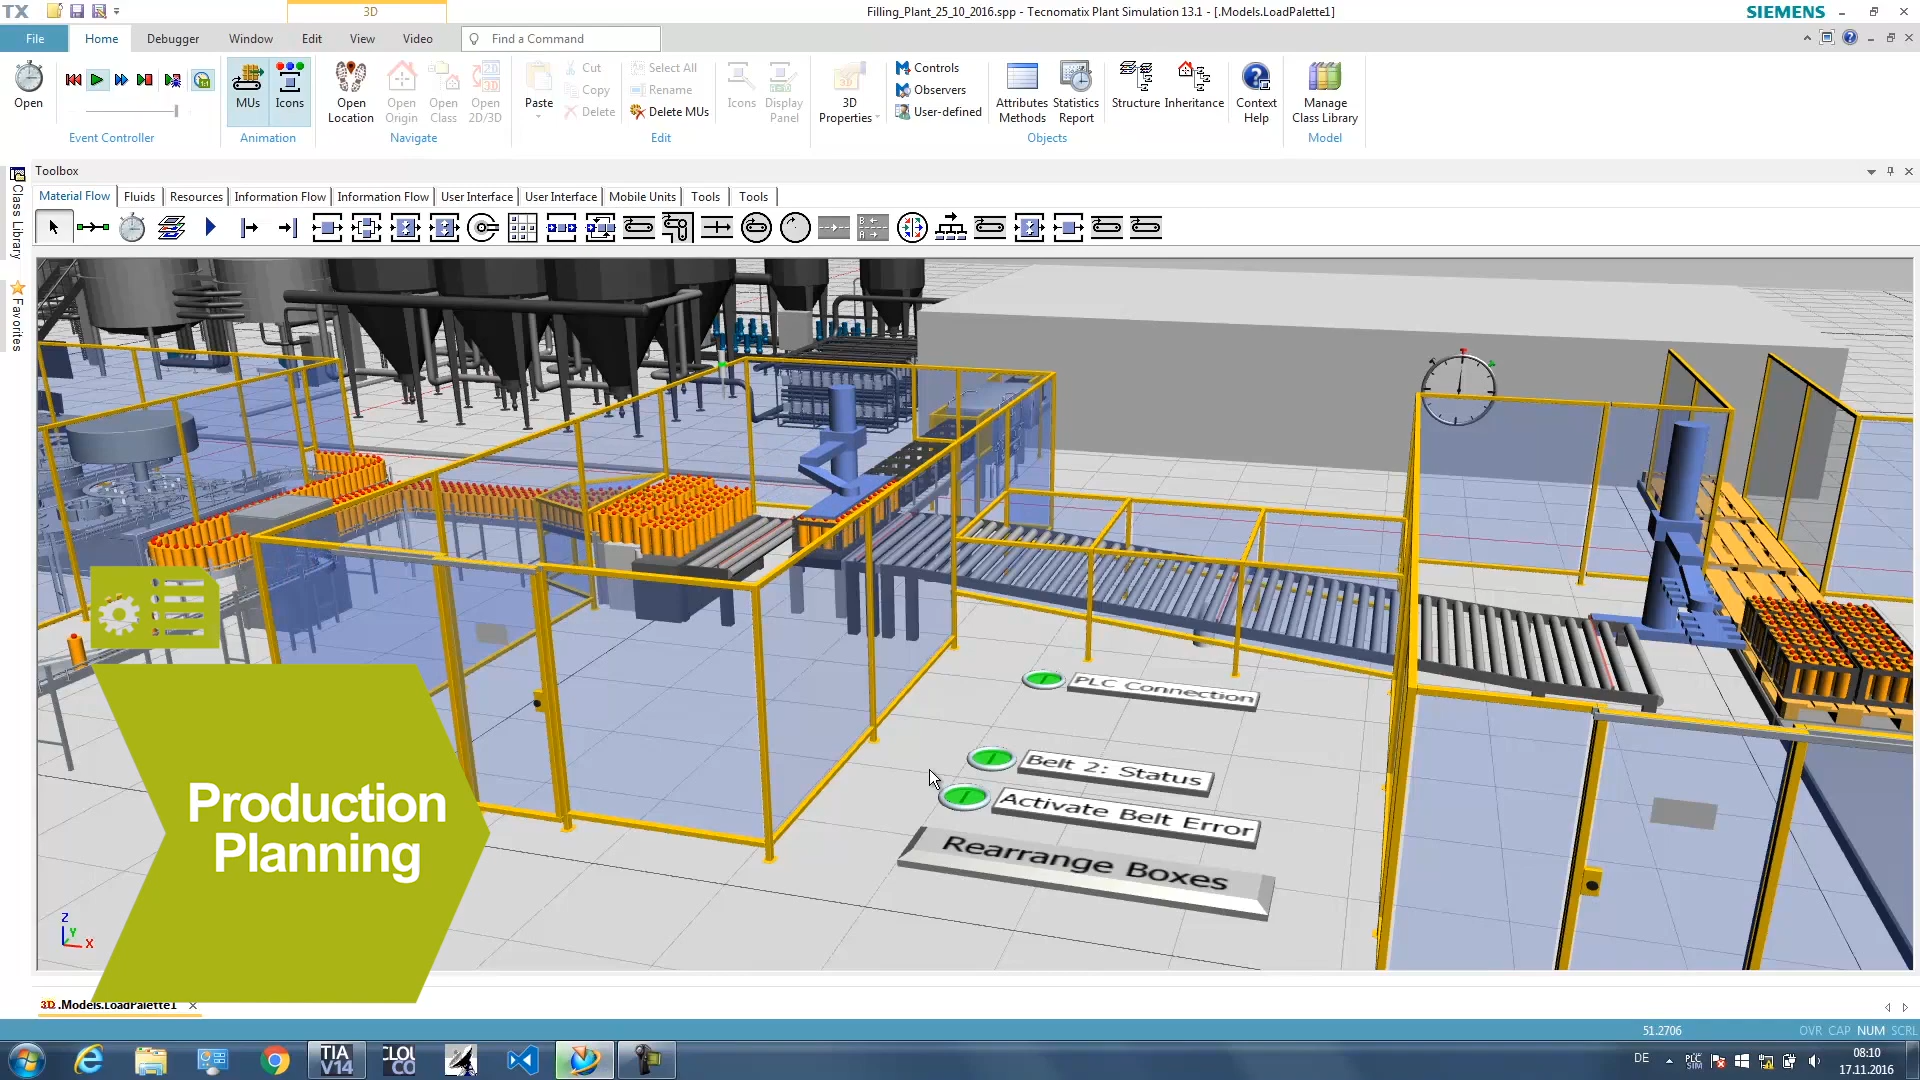 TX
3D
Filling_Plant_25_10_2016.spp - Tecnomatix Plant Simulation 13.1 - [.Models.LoadPalette1]
SIEMENS
File
Home
Debugger
Window
Edit
View
Video
Find a Command
Open
MUs
Icons
Open Location
Open Origin
Open Class
Open 2D/3D
Paste
Cut
Copy
Delete
Select All
Rename
Delete MUs
Icons
Display Panel
3D Properties
Controls
Observers
User-defined
Attributes Methods
Statistics Report
Structure
Inheritance
Context Help
Manage Class Library
Event Controller
Animation
Navigate
Edit
Objects
Model
Toolbox
Class Library
Favorites
Material Flow
Fluids
Resources
Information Flow
Information Flow
User Interface
User Interface
Mobile Units
Tools
Tools
PLC Connection
Belt 2: Status
Activate Belt Error
Rearrange Boxes
Production
Planning
Z
Y
X
3D .Models.LoadPalette1
51.2706
OVR CAP NUM SCRL
TIA V14
CLOU CO
DE
PLC SIM
08:10
17.11.2016